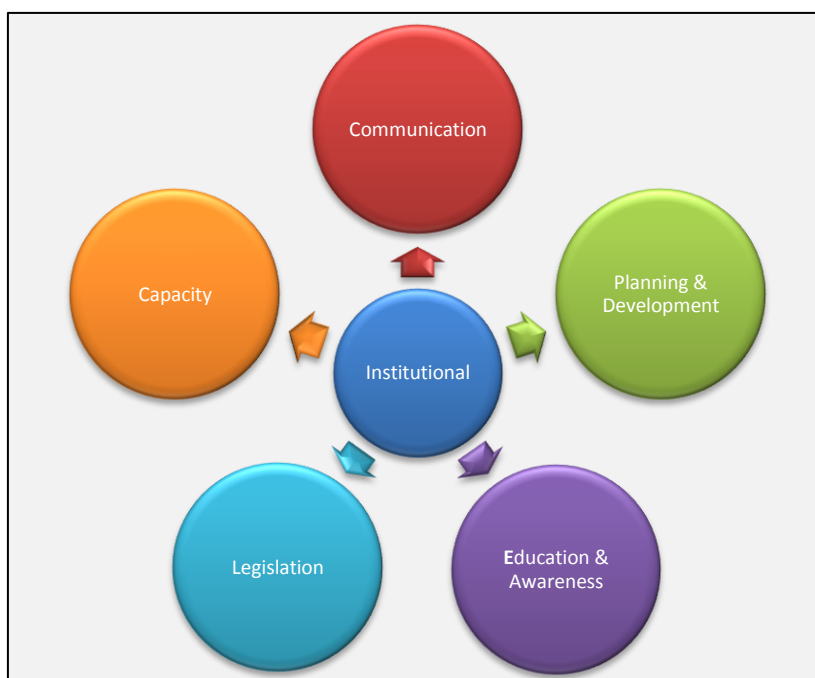 Communication
Capacity
Planning &
Development
Institutional
Legislation
Education &
Awareness